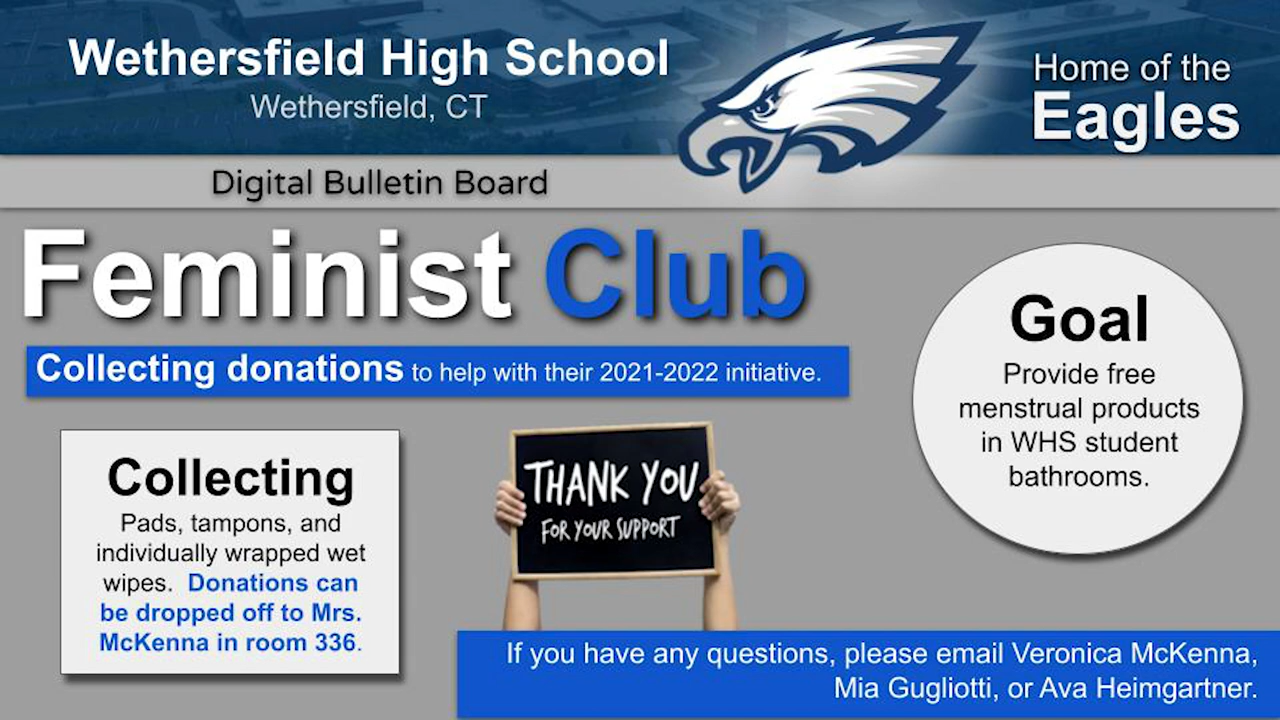 Wethersfield High School
Wethersfield, CT
Home of the
Eagles
Digital Bulletin Board
Feminist Club
Collecting donations to help with their 2021-2022 initiative.
Goal
Provide free
menstrual products
in WHS student
bathrooms.
Collecting
Pads, tampons, and
individually wrapped wet
wipes. Donations can
be dropped off to Mrs.
McKenna in room 336.
THANK YOU
FOR YOUR SUPPORT
If you have any questions, please email Veronica McKenna,
Mia Gugliotti, or Ava Heimgartner.